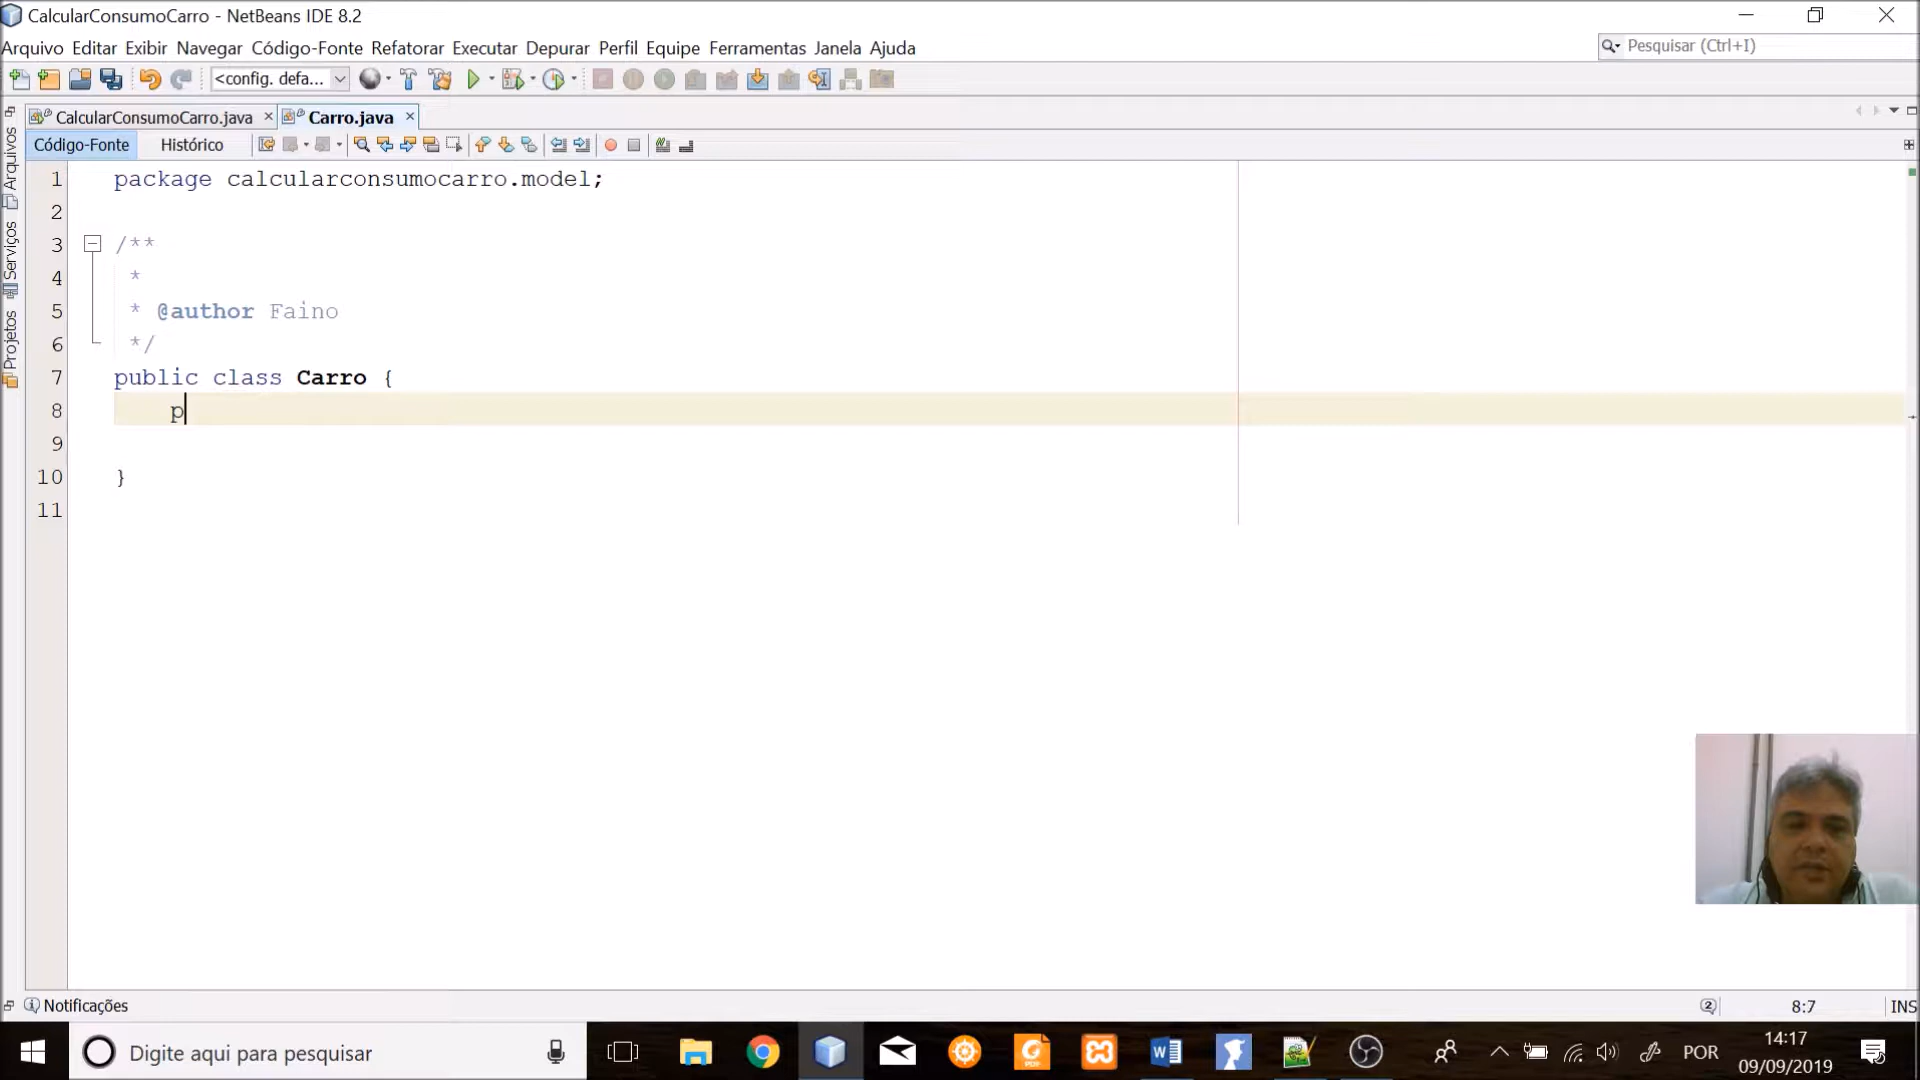 CalcularConsumoCarro - NetBeans IDE 8.2
Arquivo Editar Exibir Navegar Código-Fonte Refatorar Executar Depurar Perfil Equipe Ferramentas Janela Ajuda
Pesquisar (Ctrl+I)
<config. defa...
CalcularConsumoCarro.java
Carro.java
Código-Fonte
Histórico
Arquivos
Serviços
Projetos
1 package calcularconsumocarro.model;
2
3 /**
4 *
5 * @author Faino
6 */
7 public class Carro {
8 p
9
10 }
11
Notificações
2
8:7
INS
Digite aqui para pesquisar
PDF
POR
14:17
09/09/2019